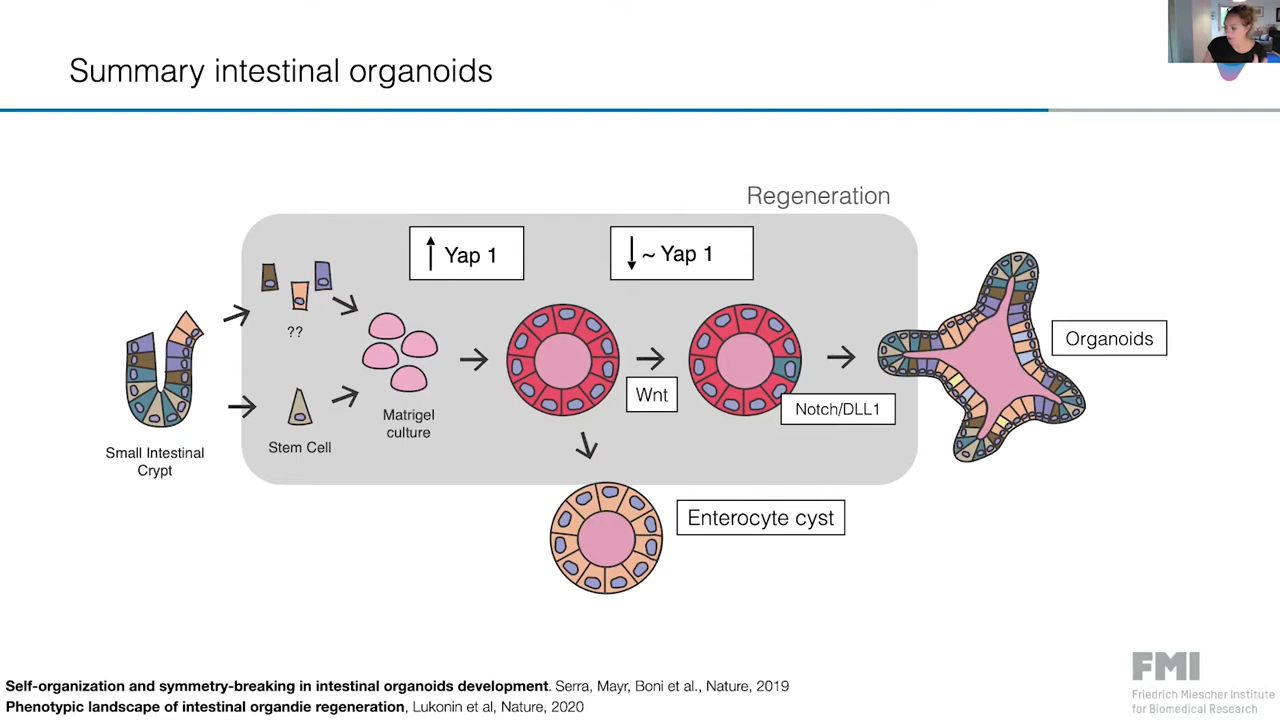 Summary intestinal organoids
Regeneration
↑ Yap 1
↓ ~ Yap 1
??
Small Intestinal
Crypt
Stem Cell
Matrigel
culture
Wnt
Notch/DLL1
Organoids
Enterocyte cyst
Self-organization and symmetry-breaking in intestinal organoids development. Serra, Mayr, Boni et al., Nature, 2019
Phenotypic landscape of intestinal organdie regeneration, Lukonin et al, Nature, 2020
FMI
Friedrich Miescher Institute
for Biomedical Research